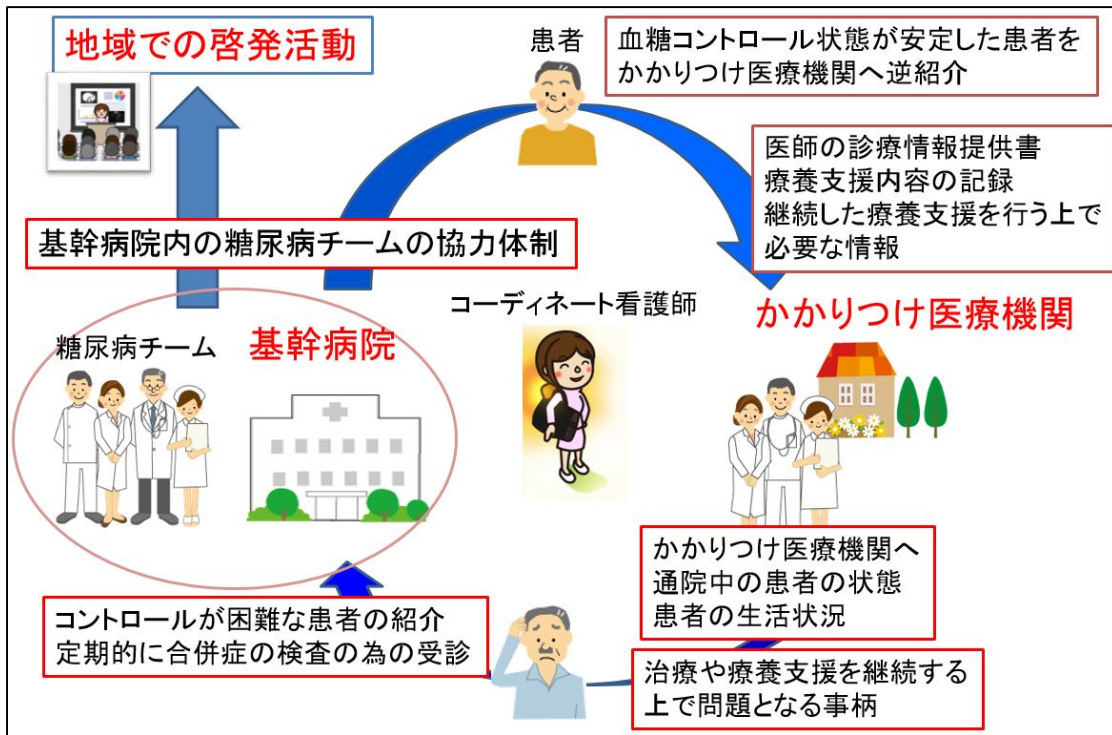 地域での啓発活動
患者
血糖コントロール状態が安定した患者を
かかりつけ医療機関へ逆紹介
医師の診療情報提供書
療養支援内容の記録
継続した療養支援を行う上で
必要な情報
基幹病院内の糖尿病チームの協力体制
コーディネート看護師
かかりつけ医療機関
糖尿病チーム
基幹病院
かかりつけ医療機関へ
通院中の患者の状態
患者の生活状況
コントロールが困難な患者の紹介
定期的に合併症の検査の為の受診
治療や療養支援を継続する
上で問題となる事柄